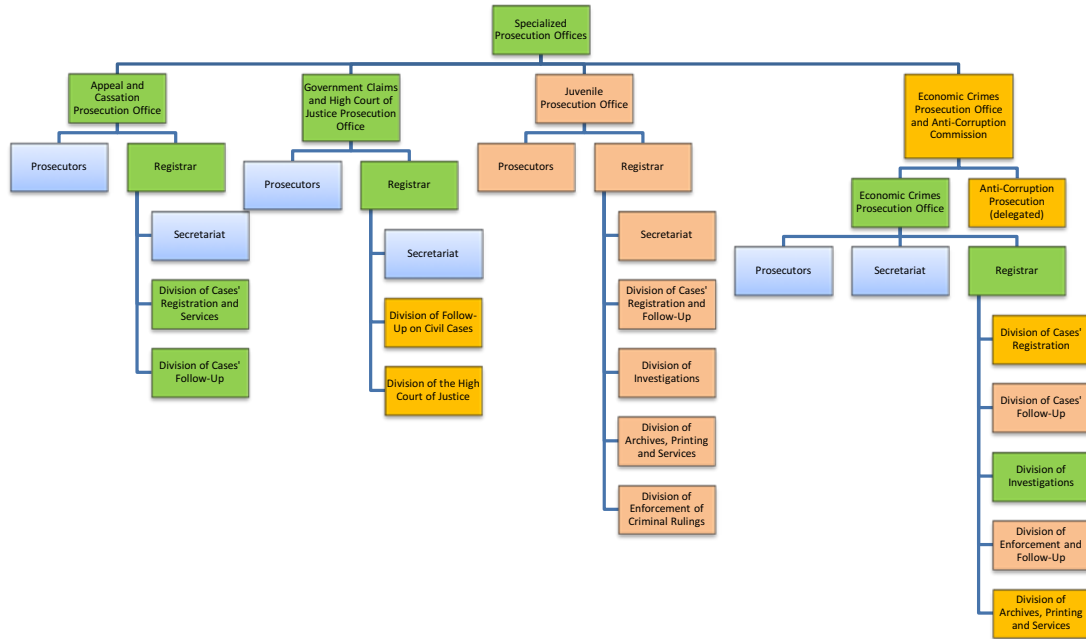 Specialized
Prosecution Offices
Appeal and
Cassation
Prosecution Office
Government Claims
and High Court of
Justice Prosecution
Office
Juvenile
Prosecution Office
Economic Crimes
Prosecution Office
and Anti-Corruption
Commission
Prosecutors
Registrar
Prosecutors
Registrar
Prosecutors
Registrar
Economic Crimes
Prosecution Office
Anti-Corruption
Prosecution
(delegated)
Secretariat
Division of Cases'
Registration and
Services
Division of Cases'
Follow-Up
Secretariat
Division of Follow-
Up on Civil Cases
Division of the High
Court of Justice
Secretariat
Division of Cases'
Registration and
Follow-Up
Division of
Investigations
Division of
Archives, Printing
and Services
Division of
Enforcement of
Criminal Rulings
Prosecutors
Secretariat
Registrar
Division of Cases'
Registration
Division of Cases'
Follow-Up
Division of
Investigations
Division of
Enforcement and
Follow-Up
Division of
Archives, Printing
and Services